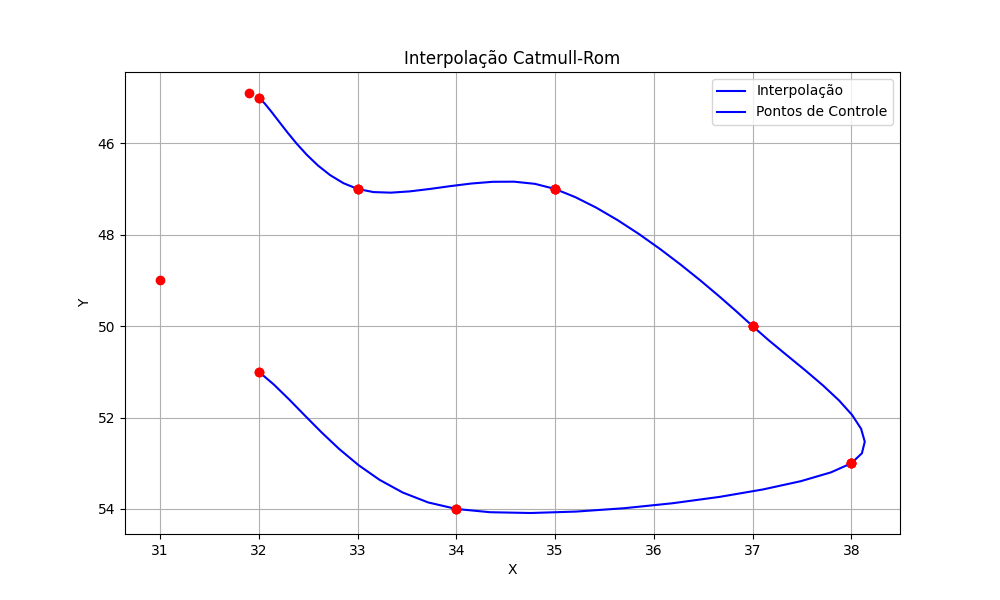 Interpolação Catmull-Rom
Interpolação
Pontos de Controle
46
48
50
52
54
Y
31 32 33 34 35 36 37 38
X